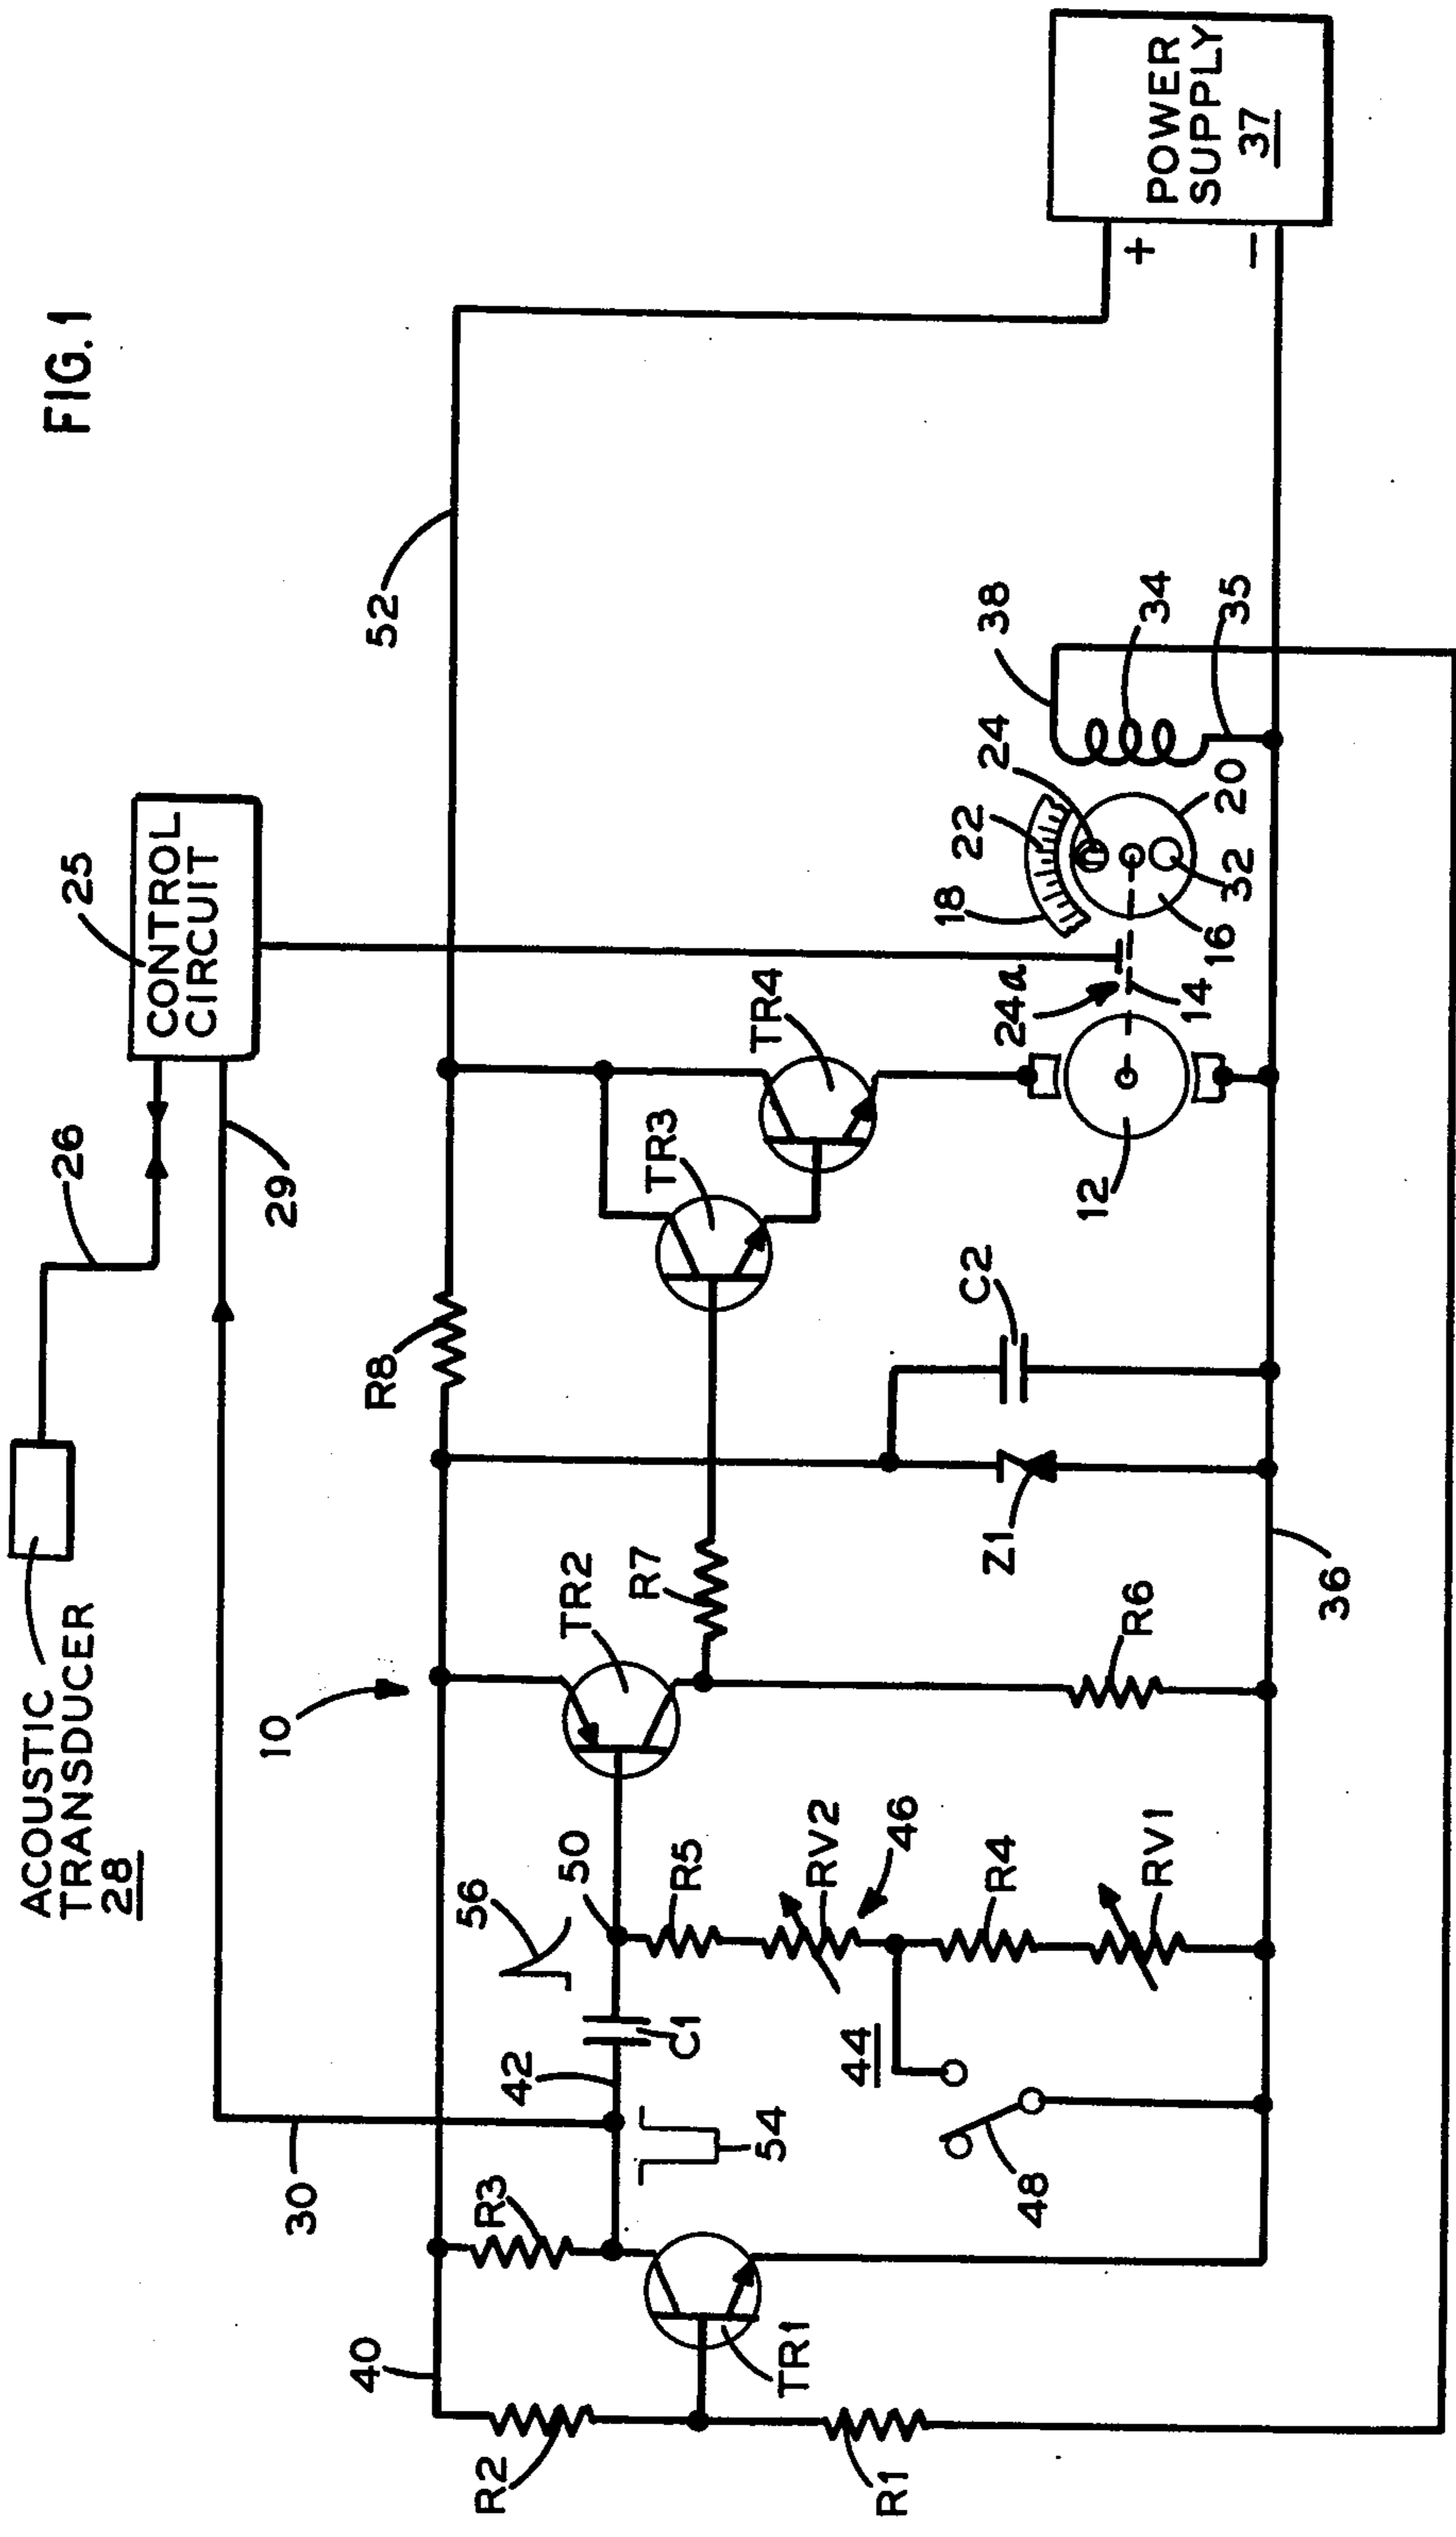 FIG. 1
ACOUSTIC
TRANSDUCER
28
26
25
CONTROL
CIRCUIT
29
30
10
52
40
R8
R3
R2
42
56
50
TR2
C1
54
R5
R7
TR3
TR4
TR1
R1
44
RV2
46
48
R4
RV1
R6
Z1
C2
36
12
24a
14
18
22
24
38
16
32
20
34
35
+
−
POWER
SUPPLY
37